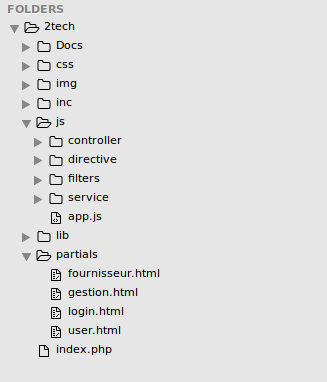 FOLDERS
2tech
Docs
css
img
inc
js
controller
directive
filters
service
app.js
lib
partials
fournisseur.html
gestion.html
login.html
user.html
index.php